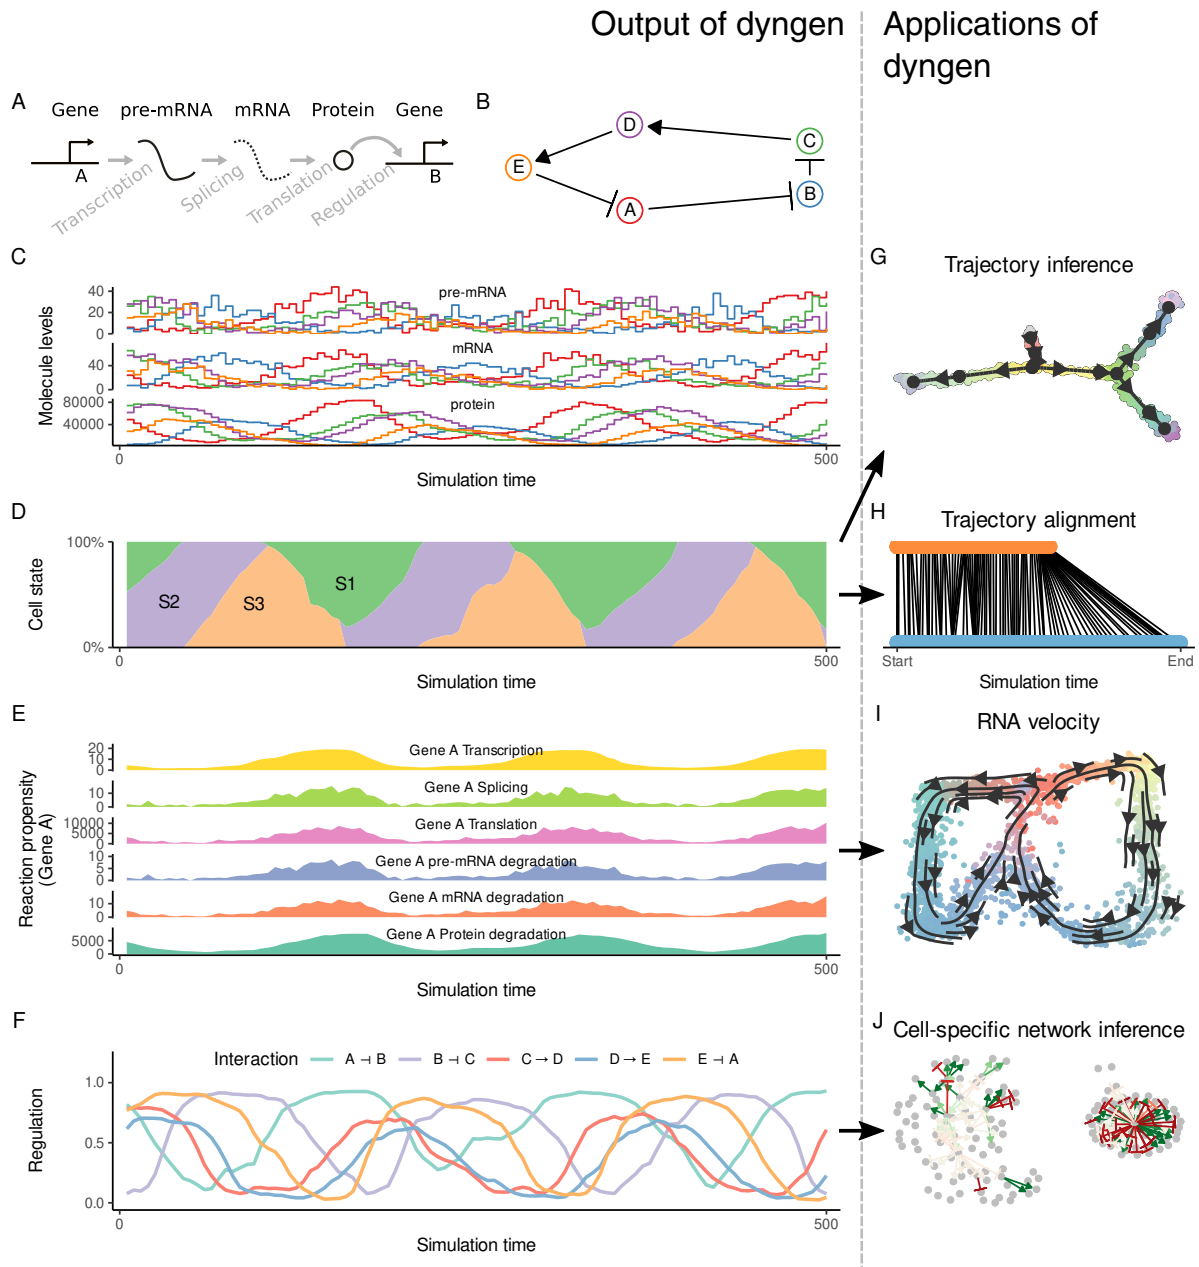 Output of dyngen
Applications of
dyngen
A
Gene
pre-mRNA
mRNA
Protein
Gene
A
B
Transcription
Splicing
Translation
Regulation
B
D
C
E
B
A
C
Molecule levels
pre-mRNA
40
20
0
mRNA
40
0
protein
80000
40000
0
500
Simulation time
D
Cell state
100%
0%
S1
S2
S3
0
500
Simulation time
E
Reaction propensity
(Gene A)
20
10
0
Gene A Transcription
10
0
Gene A Splicing
10000
5000
0
Gene A Translation
10
5
0
Gene A pre-mRNA degradation
10
0
Gene A mRNA degradation
5000
0
Gene A Protein degradation
0
500
Simulation time
F
Interaction
A ⊣ B
B ⊣ C
C → D
D → E
E ⊣ A
Regulation
1.0
0.5
0.0
0
500
Simulation time
G
Trajectory inference
H
Trajectory alignment
Start
End
Simulation time
I
RNA velocity
J
Cell-specific network inference